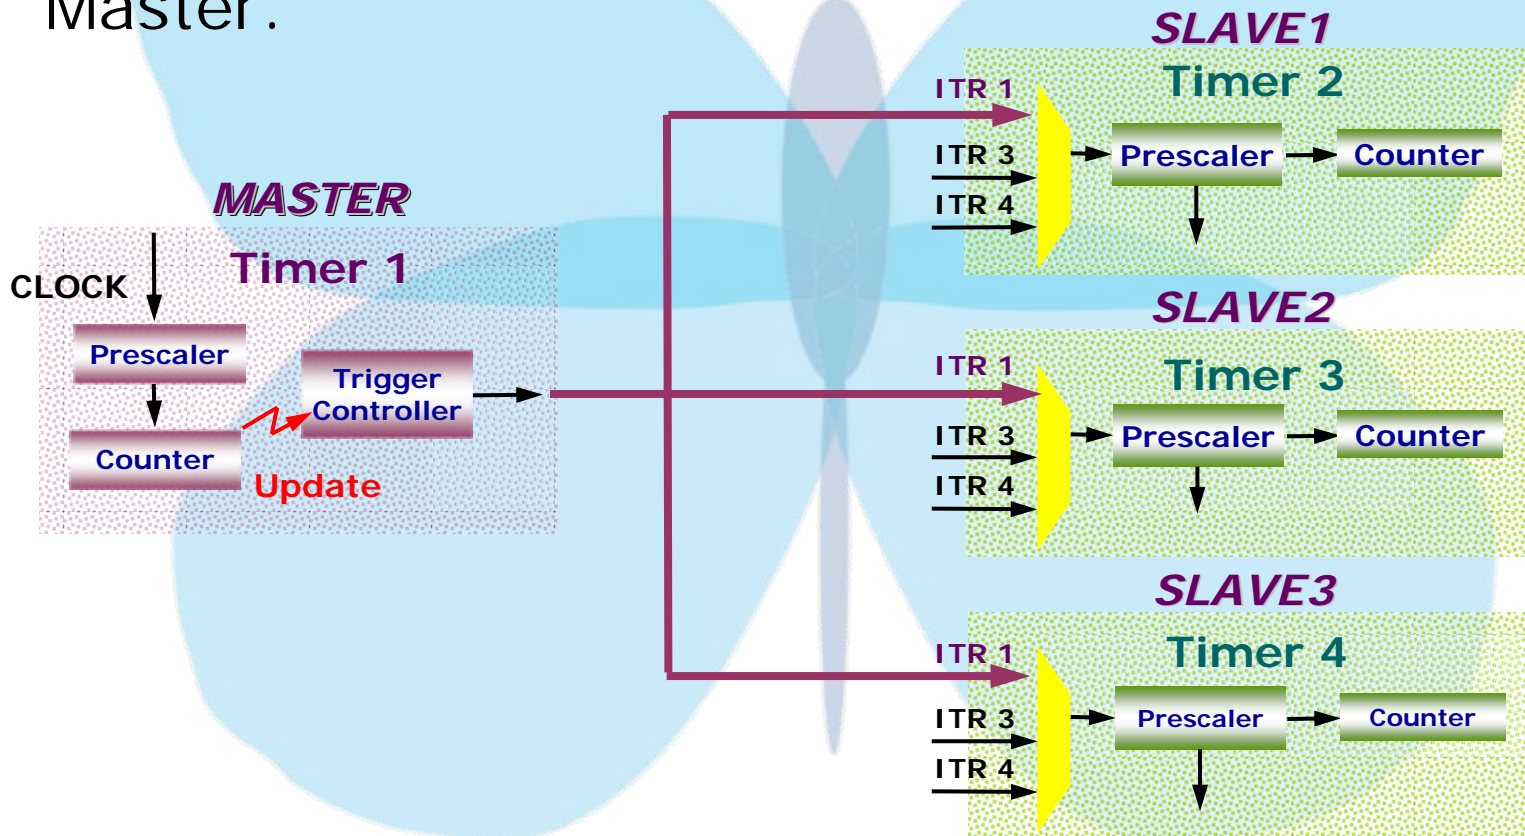 Master:
SLAVE1
ITR 1
Timer 2
ITR 3
Prescaler
Counter
ITR 4
MASTER
Timer 1
CLOCK
Prescaler
Trigger
Controller
Counter
Update
SLAVE2
ITR 1
Timer 3
ITR 3
Prescaler
Counter
ITR 4
SLAVE3
ITR 1
Timer 4
ITR 3
Prescaler
Counter
ITR 4